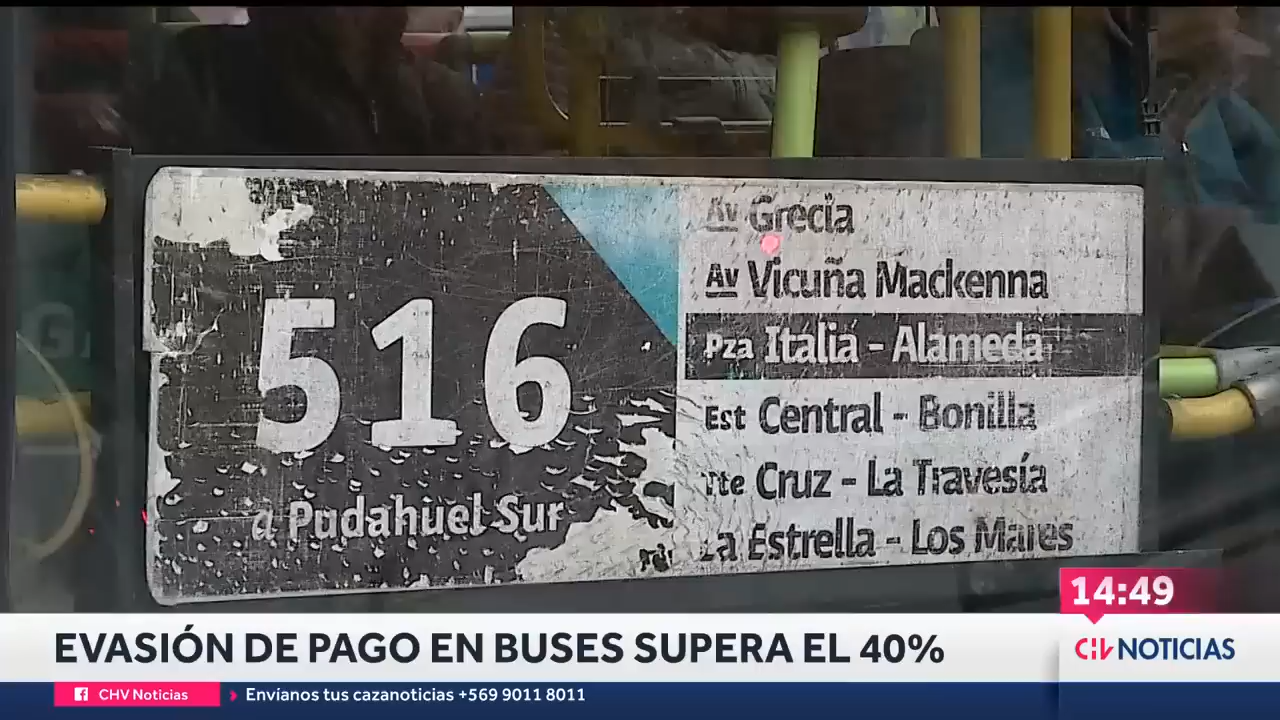 516
a Pudahuel Sur
Av Grecia
Av Vicuña Mackenna
Pza Italia - Alameda
Est Central - Bonilla
Tte Cruz - La Travesía
La Estrella - Los Mares
14:49
EVASIÓN DE PAGO EN BUSES SUPERA EL 40%
CHV NOTICIAS
CHV Noticias
Envíanos tus cazanoticias +569 9011 8011